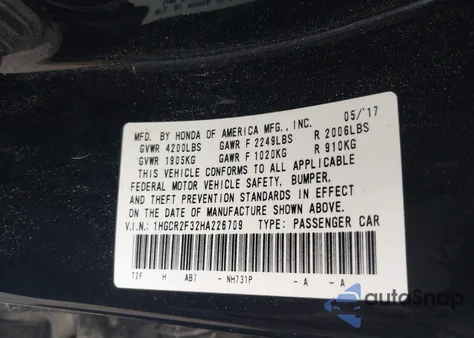 MFD. BY HONDA OF AMERICA MFG., INC. 05/'17
GVWR 4200LBS GAWR F 2249LBS R 2006LBS
GVWR 1905KG GAWR F 1020KG R 910KG
THIS VEHICLE CONFORMS TO ALL APPLICABLE
FEDERAL MOTOR VEHICLE SAFETY, BUMPER,
AND THEFT PREVENTION STANDARDS IN EFFECT
ON THE DATE OF MANUFACTURE SHOWN ABOVE.
V.I.N.: 1HGCR2F32HA226709 TYPE: PASSENGER CAR
T2F H AB7 - NH731P - A - A
autoSnap